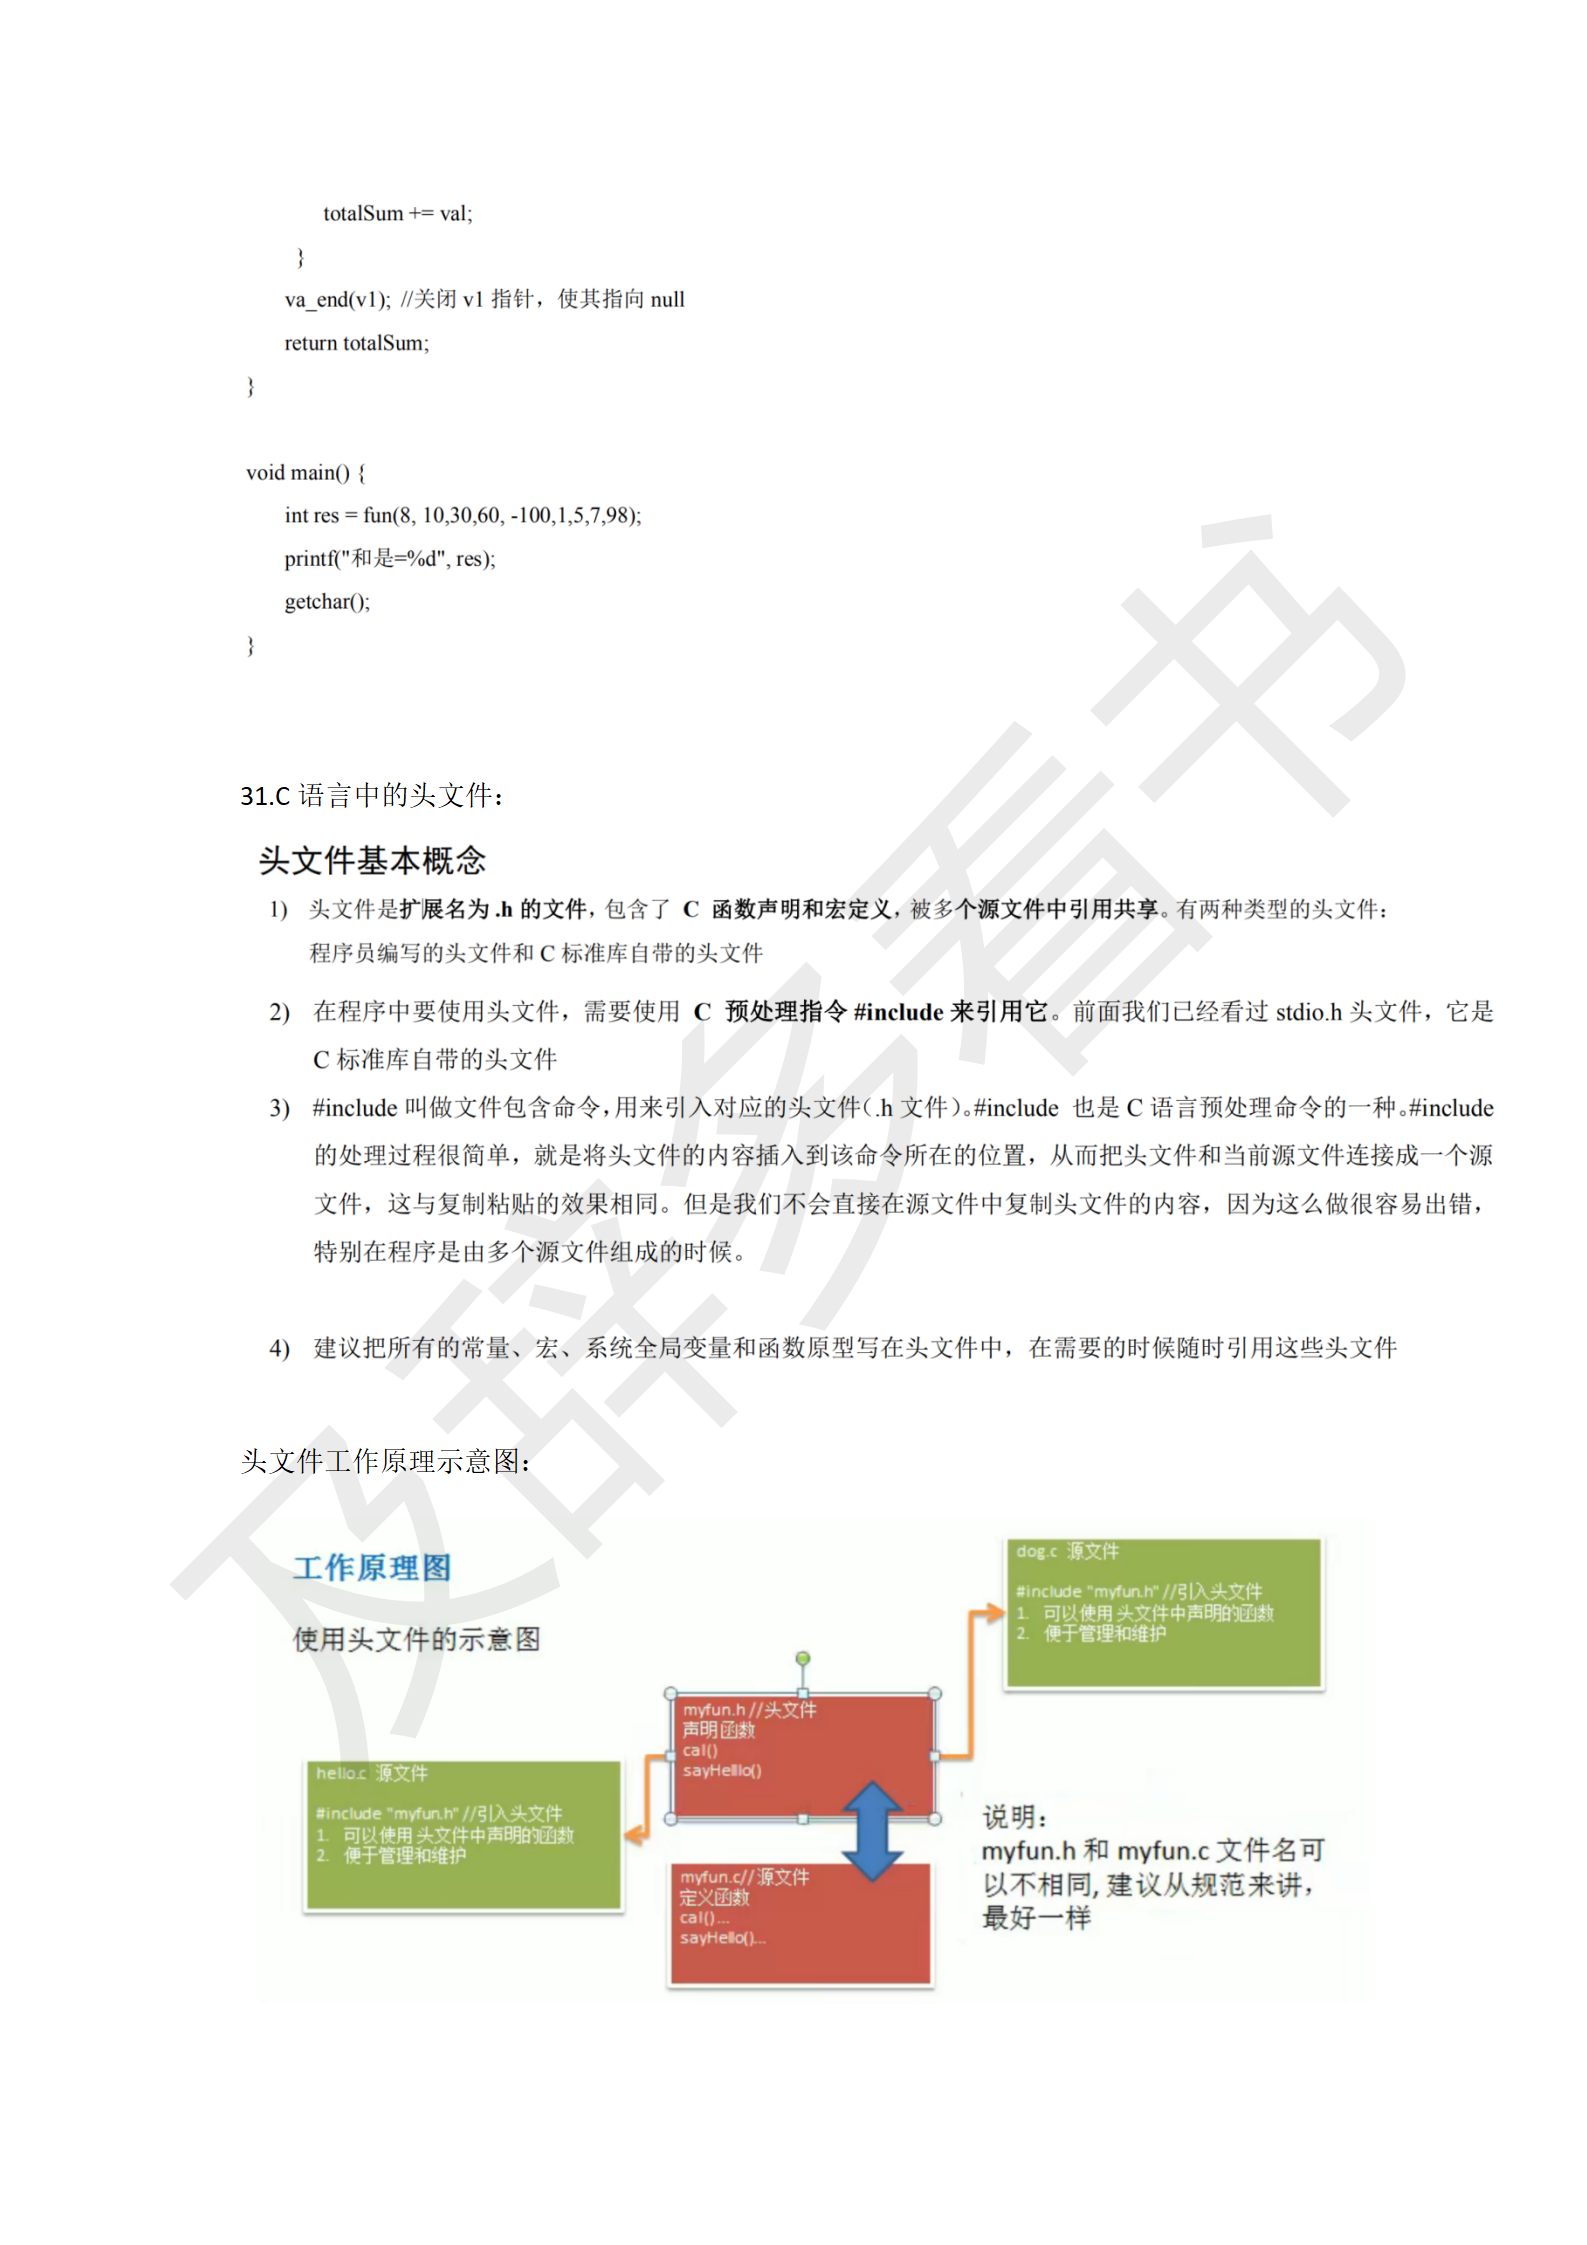 totalSum += val;
}
va_end(v1); //关闭 v1 指针，使其指向 null
return totalSum;
}
void main() {
int res = fun(8, 10,30,60, -100,1,5,7,98);
printf("和是=%d", res);
getchar();
}
31.C 语言中的头文件：
头文件基本概念
1) 头文件是扩展名为 .h 的文件，包含了 C 函数声明和宏定义，被多个源文件中引用共享。有两种类型的头文件：
程序员编写的头文件和 C 标准库自带的头文件
2) 在程序中要使用头文件，需要使用 C 预处理指令 #include 来引用它。前面我们已经看过 stdio.h 头文件，它是
C 标准库自带的头文件
3) #include 叫做文件包含命令，用来引入对应的头文件（.h 文件）。#include 也是 C 语言预处理命令的一种。#include
的处理过程很简单，就是将头文件的内容插入到该命令所在的位置，从而把头文件和当前源文件连接成一个源
文件，这与复制粘贴的效果相同。但是我们不会直接在源文件中复制头文件的内容，因为这么做很容易出错，
特别在程序是由多个源文件组成的时候。
4) 建议把所有的常量、宏、系统全局变量和函数原型写在头文件中，在需要的时候随时引用这些头文件
头文件工作原理示意图：
工作原理图
使用头文件的示意图
dog.c 源文件
#include "myfun.h" //引入头文件
1. 可以使用 头文件中声明的函数
2. 便于管理和维护
myfun.h //头文件
声明函数
cal()
sayHelllo()
hello.c 源文件
#include "myfun.h" //引入头文件
1. 可以使用 头文件中声明的函数
2. 便于管理和维护
myfun.c// 源文件
定义函数
cal()...
sayHello()...
说明：
myfun.h 和 myfun.c 文件名可
以不相同, 建议从规范来讲，
最好一样
及辞多看书